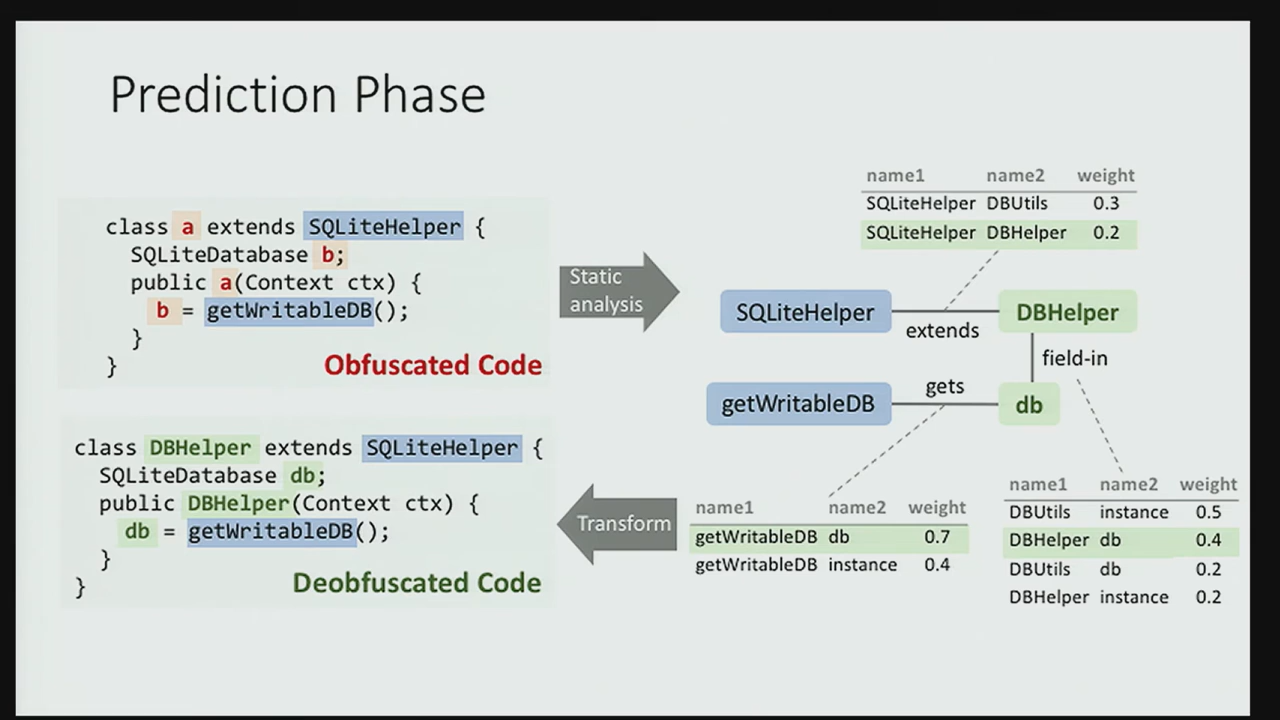 Prediction Phase
class a extends SQLiteHelper {
SQLiteDatabase b;
public a(Context ctx) {
b = getWritableDB();
}
}
Obfuscated Code
Static
analysis
name1 name2 weight
SQLiteHelper DBUtils 0.3
SQLiteHelper DBHelper 0.2
SQLiteHelper
extends
DBHelper
field-in
getWritableDB
gets
db
class DBHelper extends SQLiteHelper {
SQLiteDatabase db;
public DBHelper(Context ctx) {
db = getWritableDB();
}
}
Deobfuscated Code
Transform
name1 name2 weight
getWritableDB db 0.7
getWritableDB instance 0.4
name1 name2 weight
DBUtils instance 0.5
DBHelper db 0.4
DBUtils db 0.2
DBHelper instance 0.2